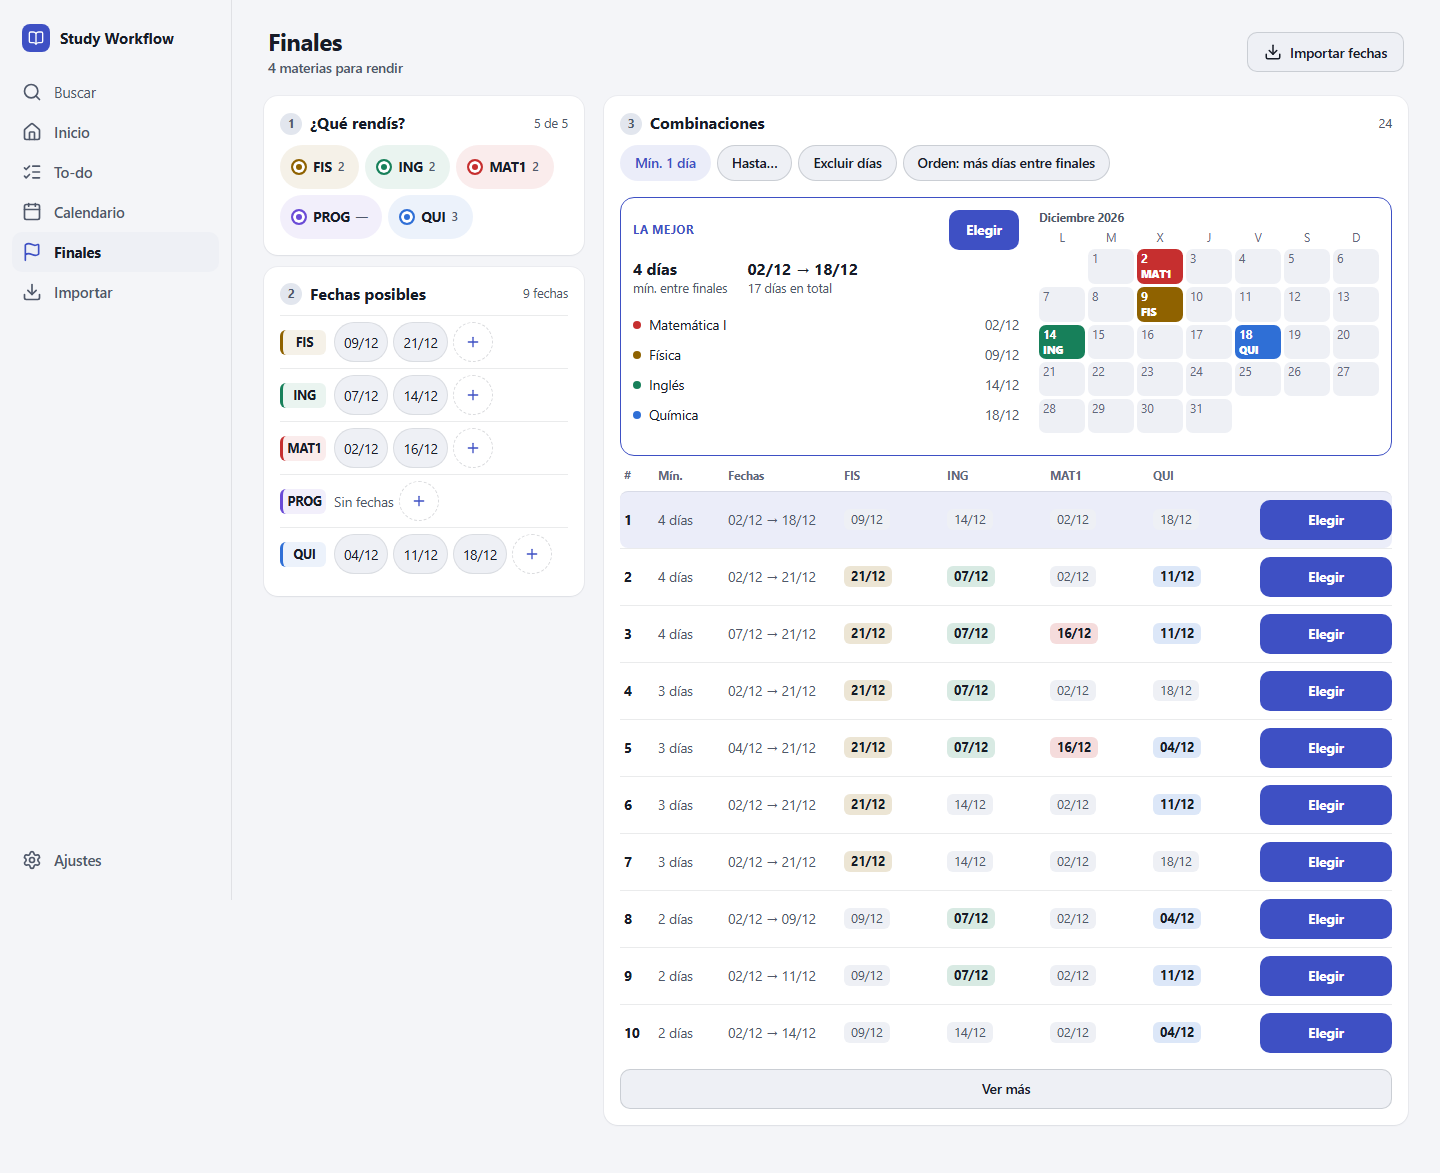 Study Workflow
Buscar
Inicio
To-do
Calendario
Finales
Importar
Ajustes
Finales
4 materias para rendir
Importar fechas
1 ¿Qué rendís? 5 de 5
FIS 2 ING 2 MAT1 2
PROG — QUI 3
2 Fechas posibles 9 fechas
FIS 09/12 21/12 +
ING 07/12 14/12 +
MAT1 02/12 16/12 +
PROG Sin fechas +
QUI 04/12 11/12 18/12 +
3 Combinaciones 24
Mín. 1 día Hasta... Excluir días Orden: más días entre finales
LA MEJOR Elegir
4 días 02/12 → 18/12
mín. entre finales 17 días en total
Matemática I 02/12
Física 09/12
Inglés 14/12
Química 18/12
Diciembre 2026
L M X J V S D
1 2 MAT1 3 4 5 6
7 8 9 FIS 10 11 12 13
14 ING 15 16 17 18 QUI 19 20
21 22 23 24 25 26 27
28 29 30 31
# Mín. Fechas FIS ING MAT1 QUI
1 4 días 02/12 → 18/12 09/12 14/12 02/12 18/12 Elegir
2 4 días 02/12 → 21/12 21/12 07/12 02/12 11/12 Elegir
3 4 días 07/12 → 21/12 21/12 07/12 16/12 11/12 Elegir
4 3 días 02/12 → 21/12 21/12 07/12 02/12 18/12 Elegir
5 3 días 04/12 → 21/12 21/12 07/12 16/12 04/12 Elegir
6 3 días 02/12 → 21/12 21/12 14/12 02/12 11/12 Elegir
7 3 días 02/12 → 21/12 21/12 14/12 02/12 18/12 Elegir
8 2 días 02/12 → 09/12 09/12 07/12 02/12 04/12 Elegir
9 2 días 02/12 → 11/12 09/12 07/12 02/12 11/12 Elegir
10 2 días 02/12 → 14/12 09/12 14/12 02/12 04/12 Elegir
Ver más